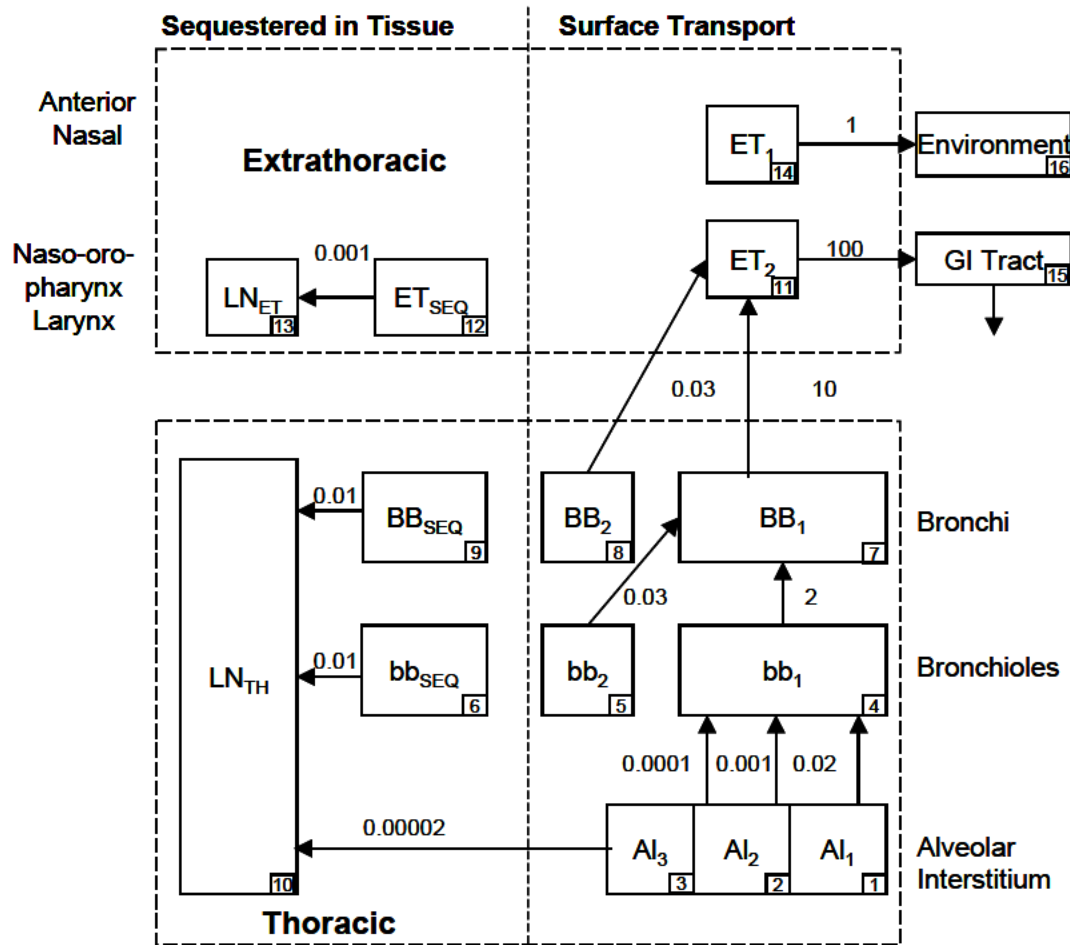 Sequestered in Tissue
Surface Transport
Anterior
Nasal
Extrathoracic
ET1
14
1
Environment
16
Naso-oro-
pharynx
Larynx
0.001
LNET
13
ETSEQ
12
ET2
11
100
GI Tract
15
0.03
10
0.01
BBSEQ
9
BB2
8
BB1
7
Bronchi
0.03
2
LNTH
10
0.01
bbSEQ
6
bb2
5
bb1
4
Bronchioles
0.0001
0.001
0.02
0.00002
AI3
3
AI2
2
AI1
1
Alveolar
Interstitium
Thoracic